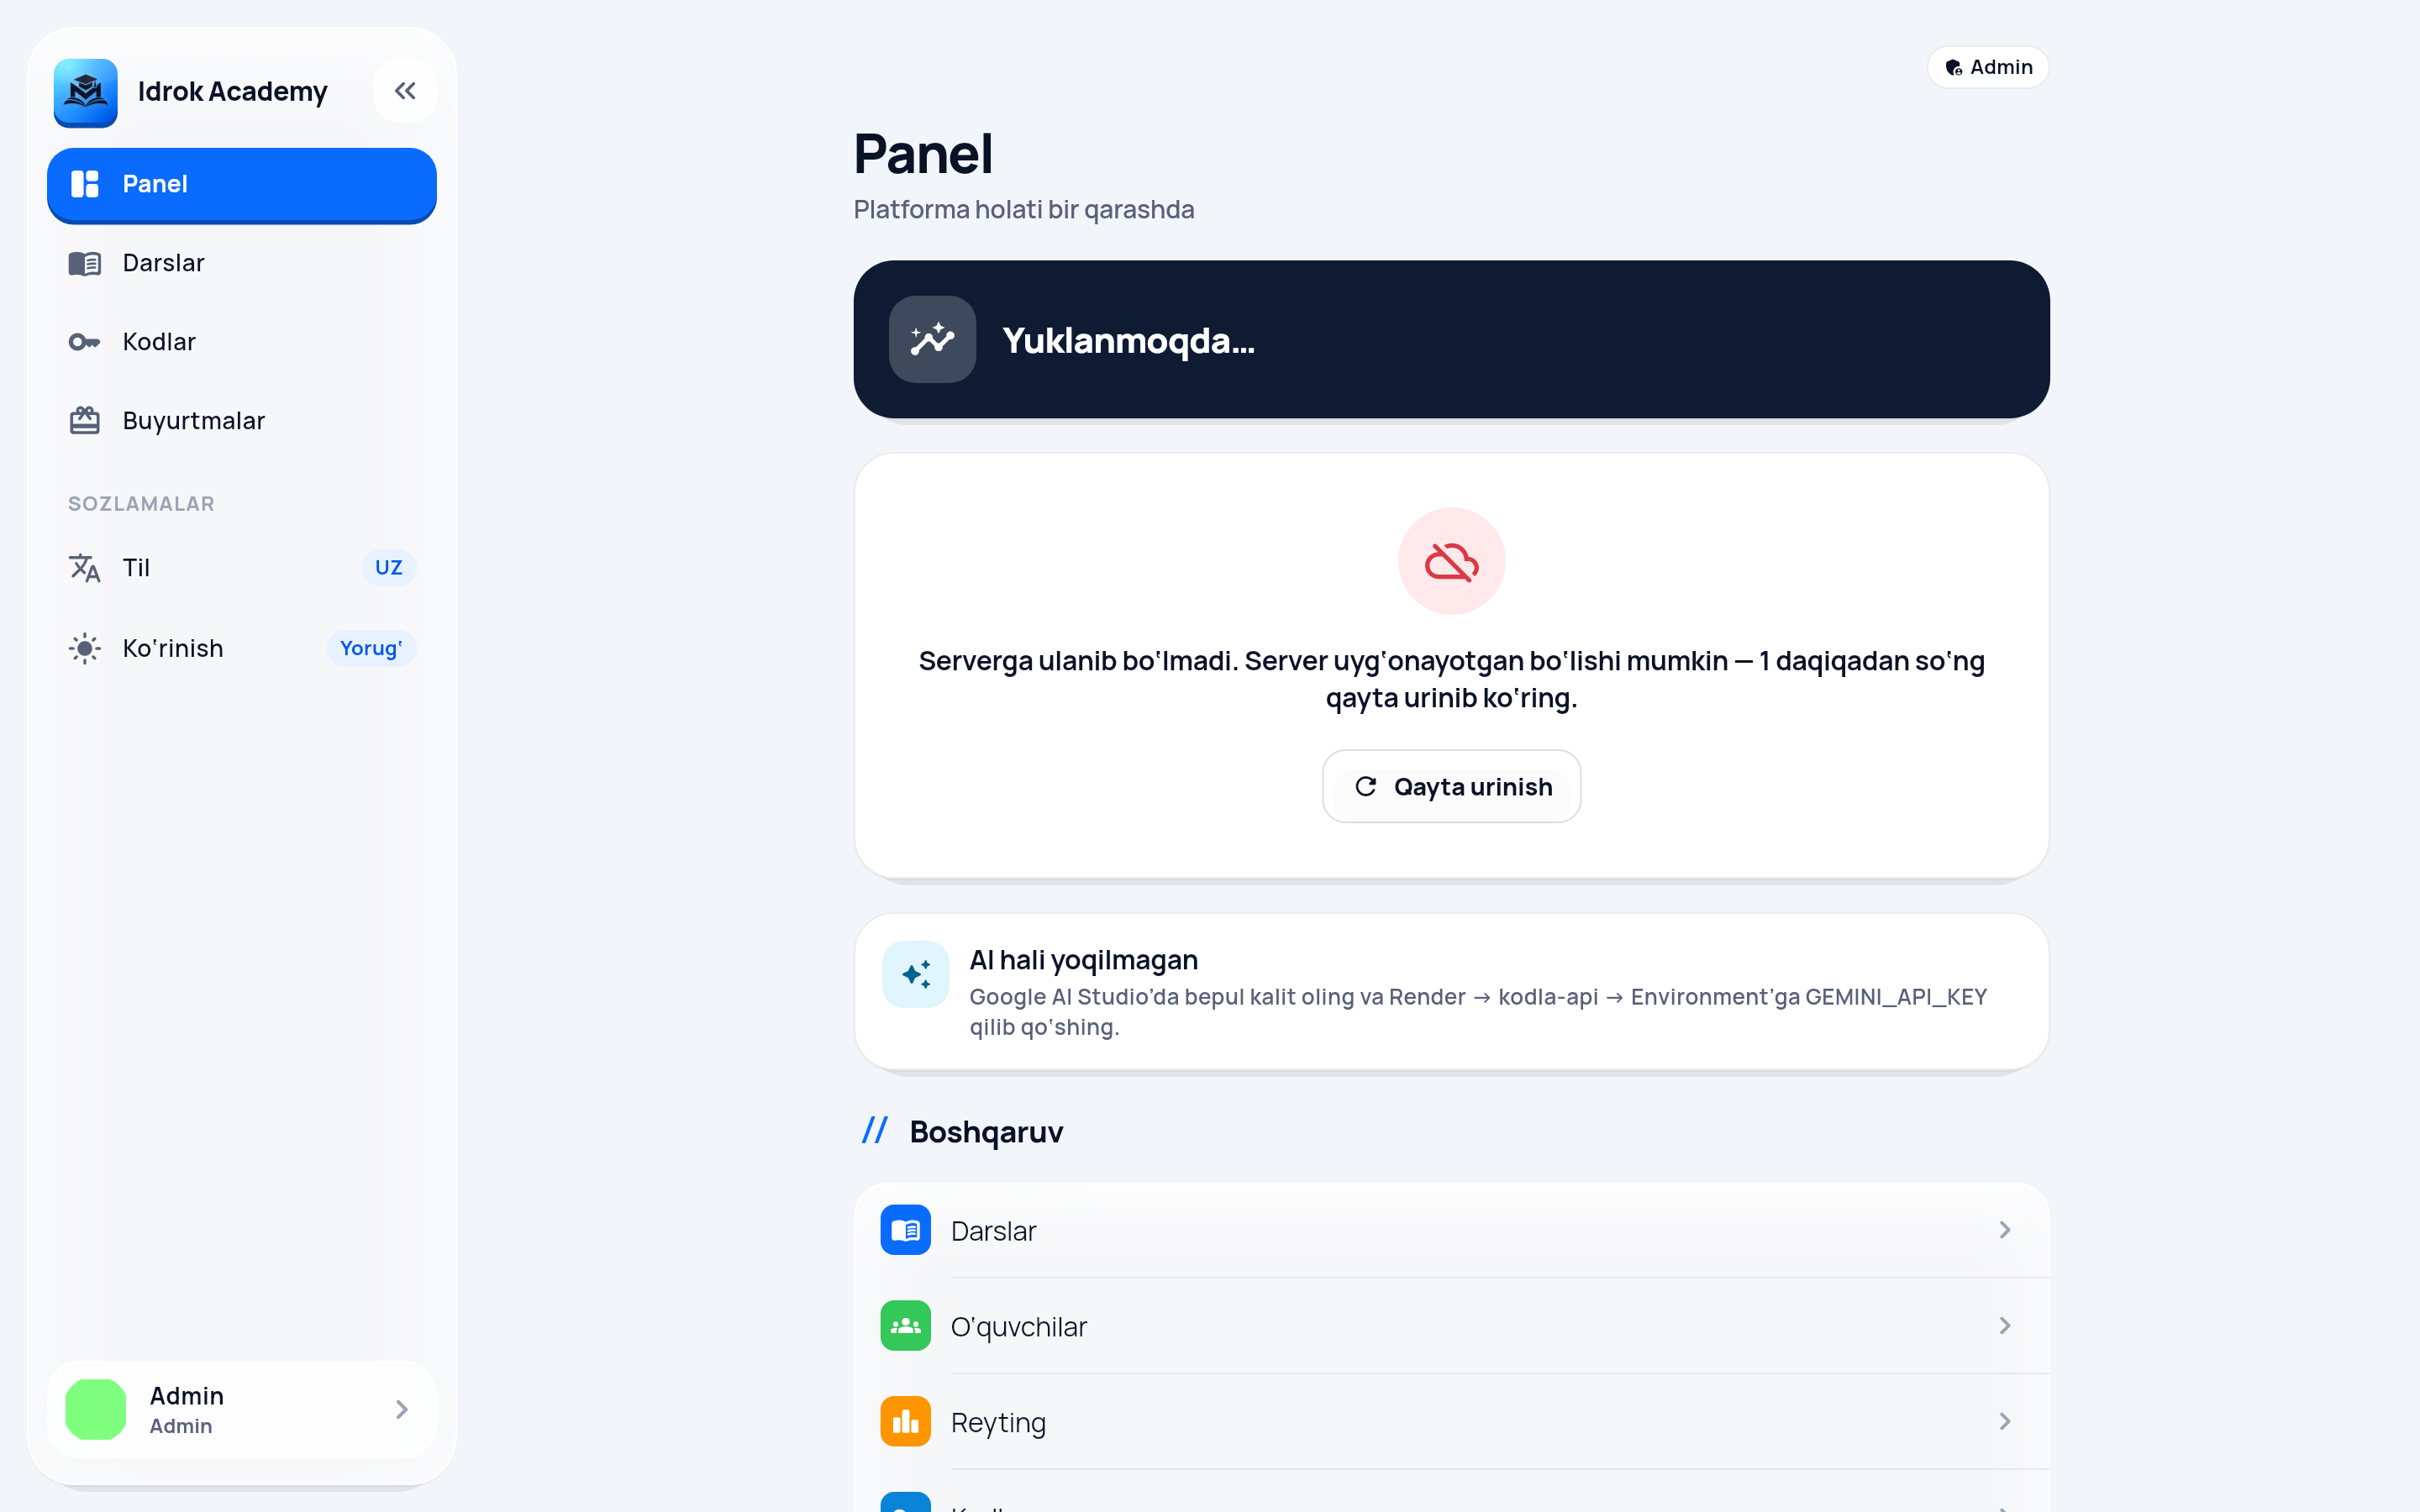 Idrok Academy
Panel
Darslar
Kodlar
Buyurtmalar
SOZLAMALAR
Til
UZ
Ko‘rinish
Yorug‘
Admin
Admin
Admin
Panel
Platforma holati bir qarashda
Yuklanmoqda...
Serverga ulanib bo‘lmadi. Server uyg‘onayotgan bo‘lishi mumkin — 1 daqiqadan so‘ng
qayta urinib ko‘ring.
Qayta urinish
AI hali yoqilmagan
Google AI Studio’da bepul kalit oling va Render → kodla-api → Environment’ga GEMINI_API_KEY
qilib qo‘shing.
// Boshqaruv
Darslar
O‘quvchilar
Reyting